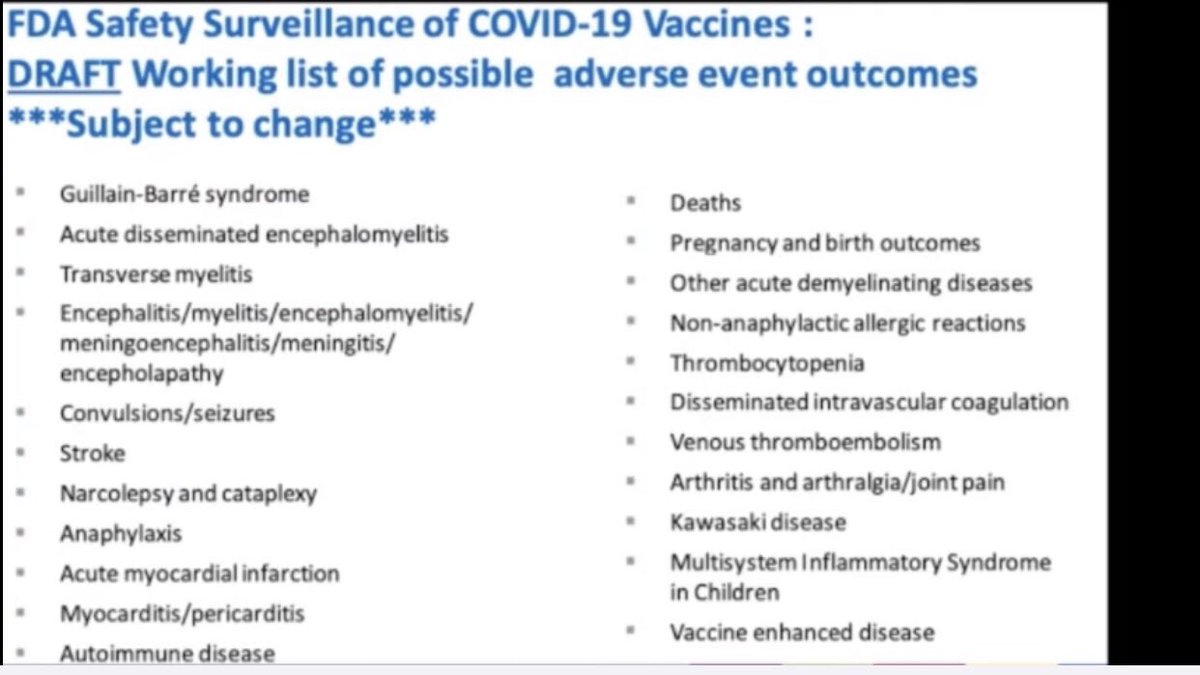 FDA Safety Surveillance of COVID-19 Vaccines :
DRAFT Working list of possible adverse event outcomes
***Subject to change***
Guillain-Barré syndrome
Acute disseminated encephalomyelitis
Transverse myelitis
Encephalitis/myelitis/encephalomyelitis/
meningoencephalitis/meningitis/
encepholapathy
Convulsions/seizures
Stroke
Narcolepsy and cataplexy
Anaphylaxis
Acute myocardial infarction
Myocarditis/pericarditis
Autoimmune disease
Deaths
Pregnancy and birth outcomes
Other acute demyelinating diseases
Non-anaphylactic allergic reactions
Thrombocytopenia
Disseminated intravascular coagulation
Venous thromboembolism
Arthritis and arthralgia/joint pain
Kawasaki disease
Multisystem Inflammatory Syndrome
in Children
Vaccine enhanced disease